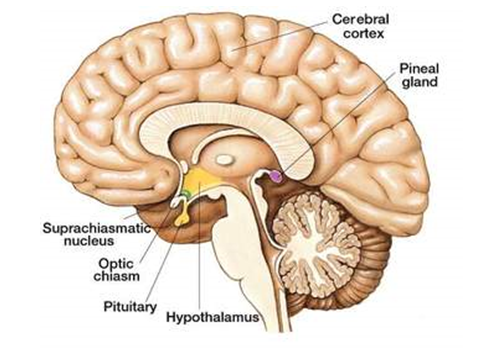 Cerebral
cortex
Pineal
gland
Suprachiasmatic
nucleus
Optic
chiasm
Pituitary
Hypothalamus